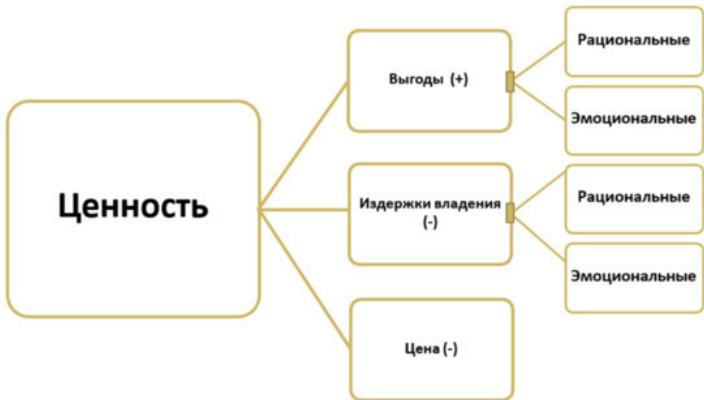 Ценность
Выгоды (+)
Рациональные
Эмоциональные
Издержки владения
(-)
Рациональные
Эмоциональные
Цена (-)